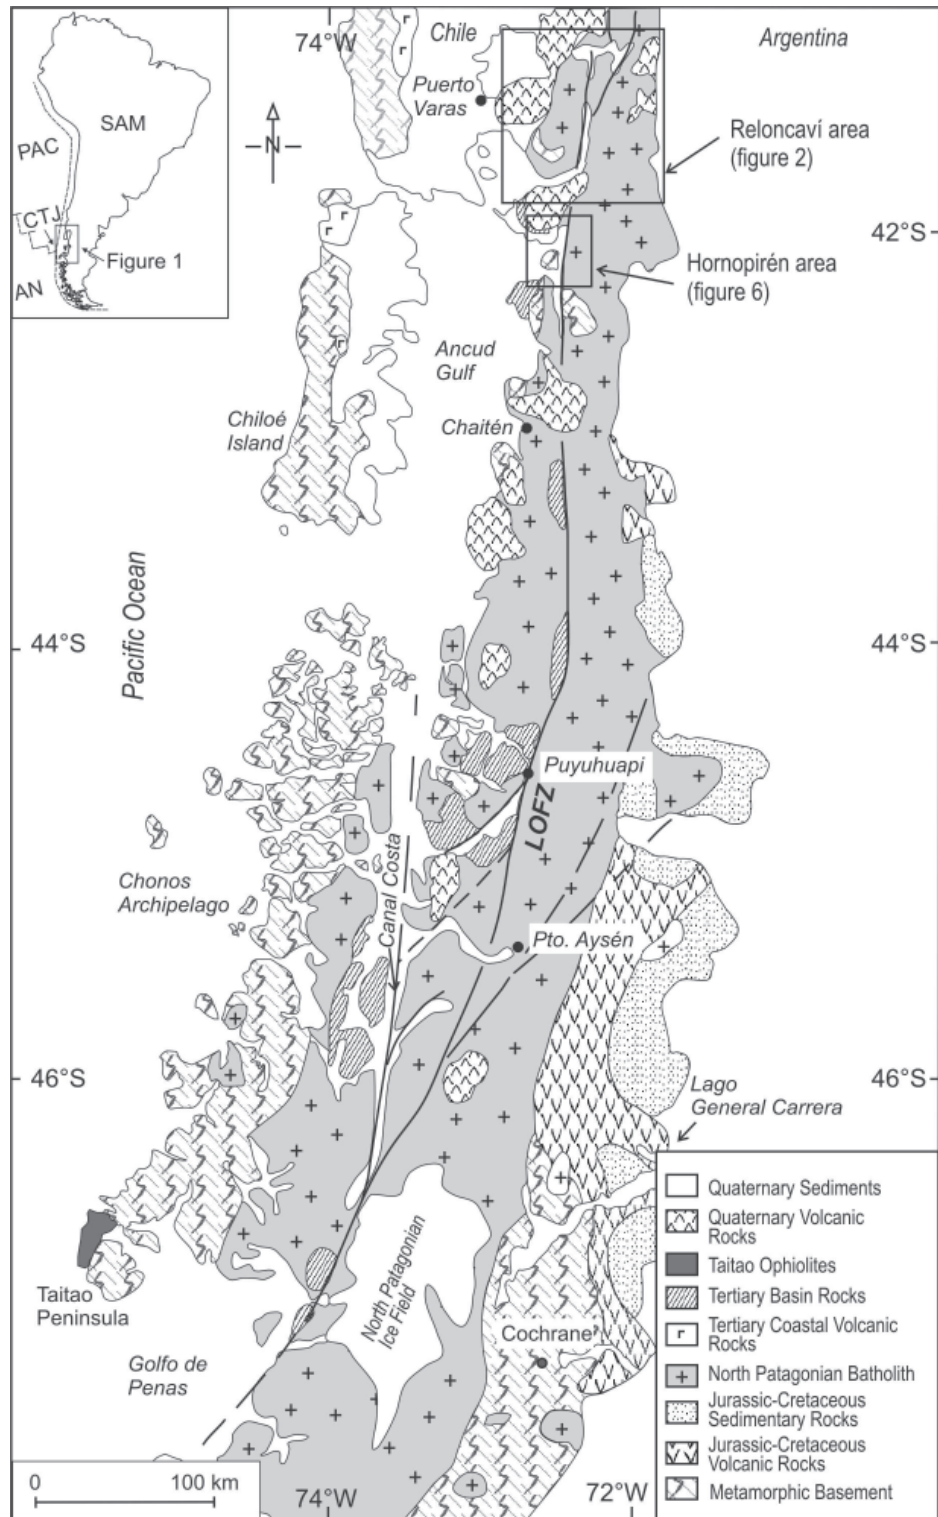 74°W
Chile
Argentina
Puerto
Varas
SAM
PAC
CTJ
AN
Figure 1
N
Reloncaví area
(figure 2)
42°S
Hornopirén area
(figure 6)
Ancud
Gulf
Chiloé
Island
Chaitén
Pacific Ocean
44°S
44°S
Puyuhuapi
LOFZ
Canal Costa
Chonos
Archipelago
Pto. Aysén
46°S
46°S
Lago
General Carrera
Taitao
Peninsula
North Patagonian
Ice Field
Cochrane
Golfo de
Penas
Quaternary Sediments
Quaternary Volcanic
Rocks
Taitao Ophiolites
Tertiary Basin Rocks
Tertiary Coastal Volcanic
Rocks
North Patagonian Batholith
Jurassic-Cretaceous
Sedimentary Rocks
Jurassic-Cretaceous
Volcanic Rocks
Metamorphic Basement
0 100 km
74°W
72°W